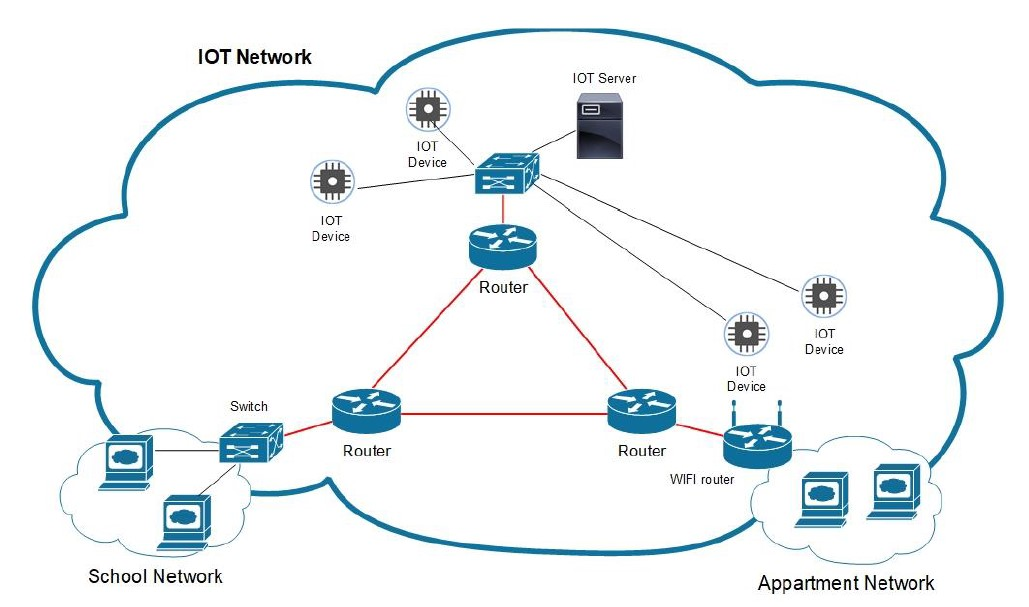 IOT Network
IOT Server
IOT
Device
IOT
Device
Router
IOT
Device
IOT
Device
Switch
Router
Router
WIFI router
School Network
Appartment Network